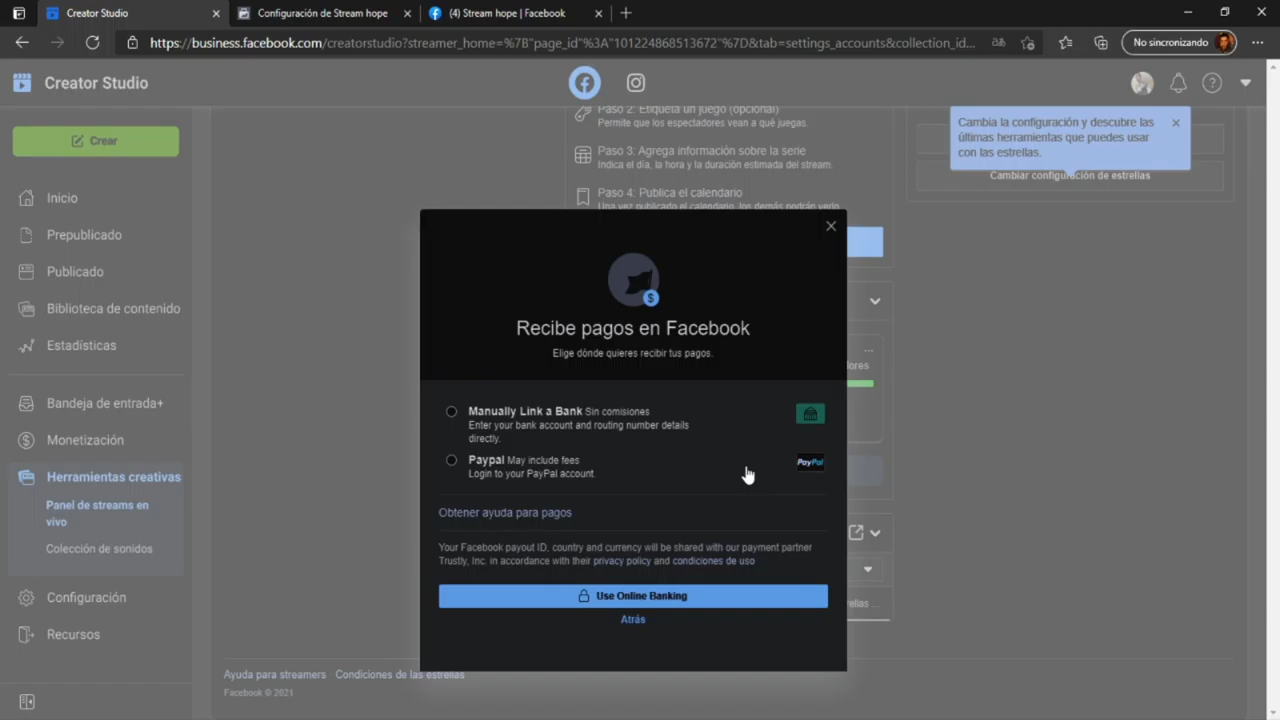 Creator Studio
Configuración de Stream hope
(4) Stream hope | Facebook
https://business.facebook.com/creatorstudio?streamer_home=%7B"page_id"%3A"101224868513672"%7D&tab=settings_accounts&collection_id...
No sincronizando
Creator Studio
Crear
Inicio
Prepublicado
Publicado
Biblioteca de contenido
Estadísticas
Bandeja de entrada+
Monetización
Herramientas creativas
Panel de streams en
vivo
Colección de sonidos
Configuración
Recursos
Paso 2: Etiqueta un juego (opcional)
Permite que los espectadores vean a qué juegas.
Paso 3: Agrega información sobre la serie
Indica el día, la hora y la duración estimada del stream.
Paso 4: Publica el calendario
Una vez publicado el calendario, los demás podrán verlo
Cambia la configuración y descubre las
últimas herramientas que puedes usar
con las estrellas.
Cambiar configuración de estrellas
Recibe pagos en Facebook
Elige dónde quieres recibir tus pagos.
Manually Link a Bank Sin comisiones
Enter your bank account and routing number details
directly.
Paypal May include fees
Login to your PayPal account.
PayPal
Obtener ayuda para pagos
Your Facebook payout ID, country and currency will be shared with our payment partner
Trustly, Inc. in accordance with their privacy policy and condiciones de uso
Use Online Banking
Atrás
Ayuda para streamers Condiciones de las estrellas
Facebook © 2021